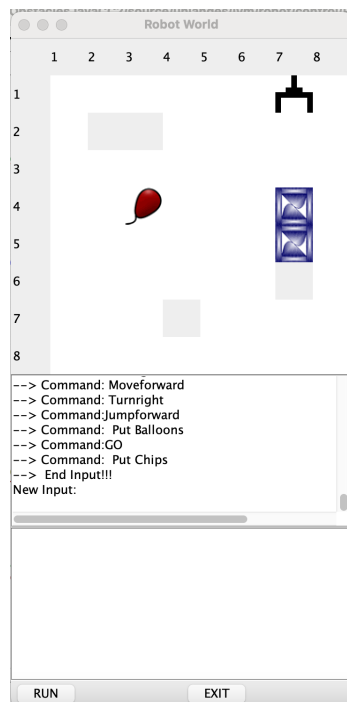 Robot World
1 2 3 4 5 6 7 8
1
2
3
4
5
6
7
8
--> Command: Moveforward
--> Command: Turnright
--> Command:Jumpforward
--> Command:  Put Balloons
--> Command:GO
--> Command:  Put Chips
-->  End Input!!!
New Input:
RUN EXIT